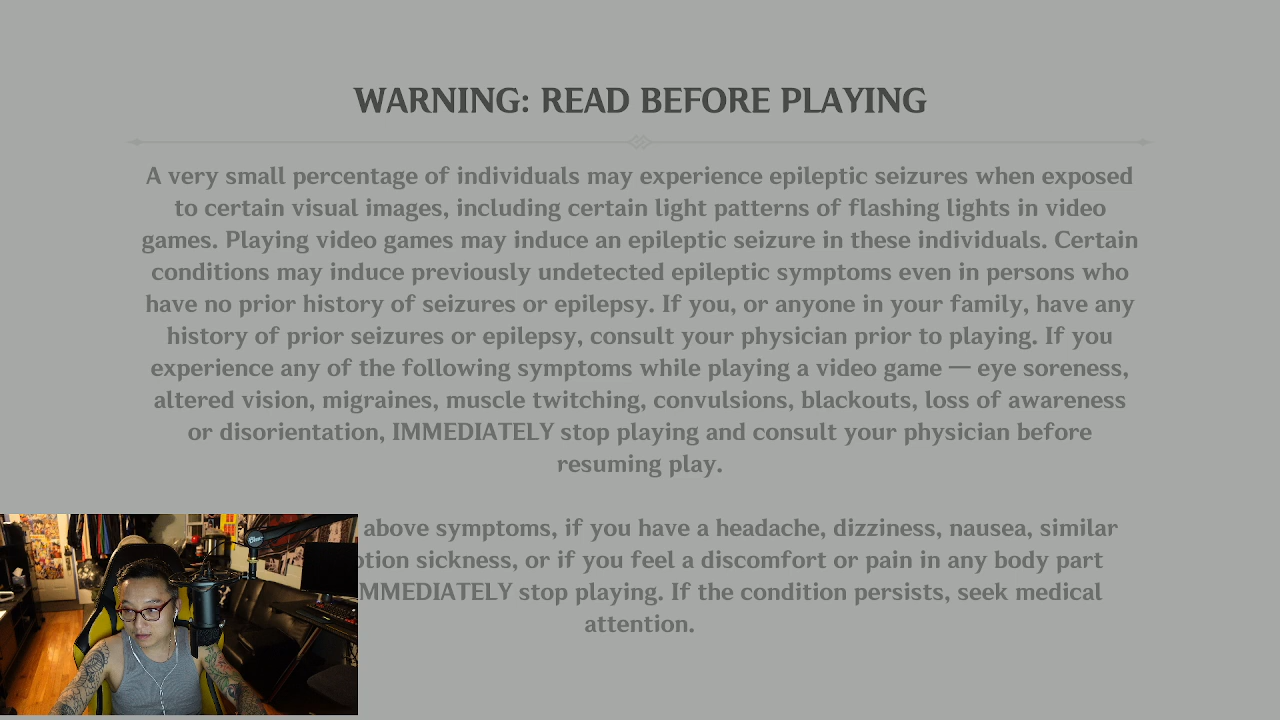 WARNING: READ BEFORE PLAYING
A very small percentage of individuals may experience epileptic seizures when exposed
to certain visual images, including certain light patterns of flashing lights in video
games. Playing video games may induce an epileptic seizure in these individuals. Certain
conditions may induce previously undetected epileptic symptoms even in persons who
have no prior history of seizures or epilepsy. If you, or anyone in your family, have any
history of prior seizures or epilepsy, consult your physician prior to playing. If you
experience any of the following symptoms while playing a video game — eye soreness,
altered vision, migraines, muscle twitching, convulsions, blackouts, loss of awareness
or disorientation, IMMEDIATELY stop playing and consult your physician before
resuming play.
above symptoms, if you have a headache, dizziness, nausea, similar
sickness, or if you feel a discomfort or pain in any body part
IMMEDIATELY stop playing. If the condition persists, seek medical
attention.